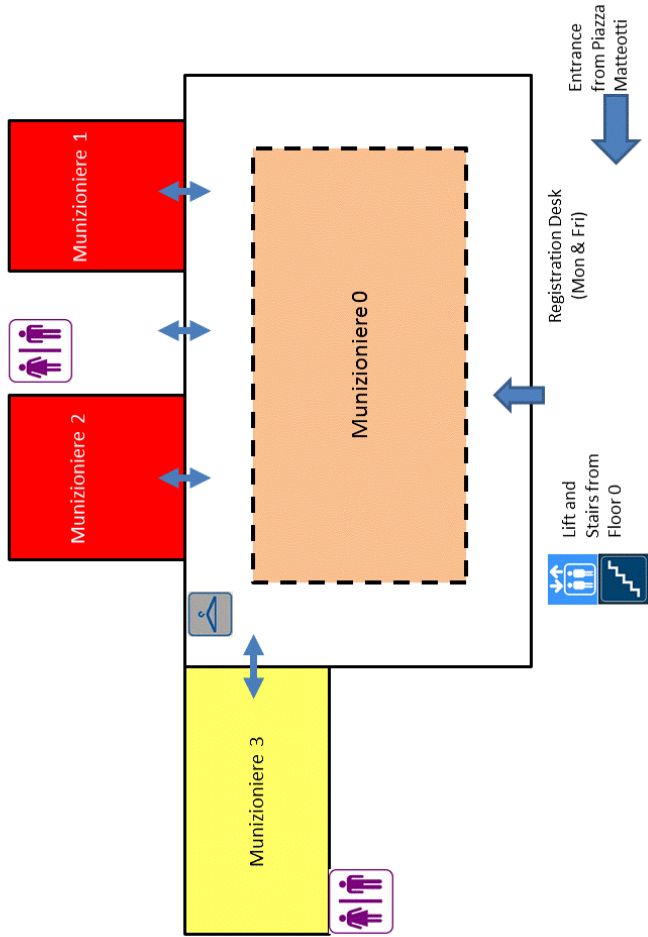 Munizioniere 1
Munizioniere 2
Munizioniere 0
Munizioniere 3
Entrance
from Piazza
Matteotti
Registration Desk
(Mon & Fri)
Lift and
Stairs from
Floor 0